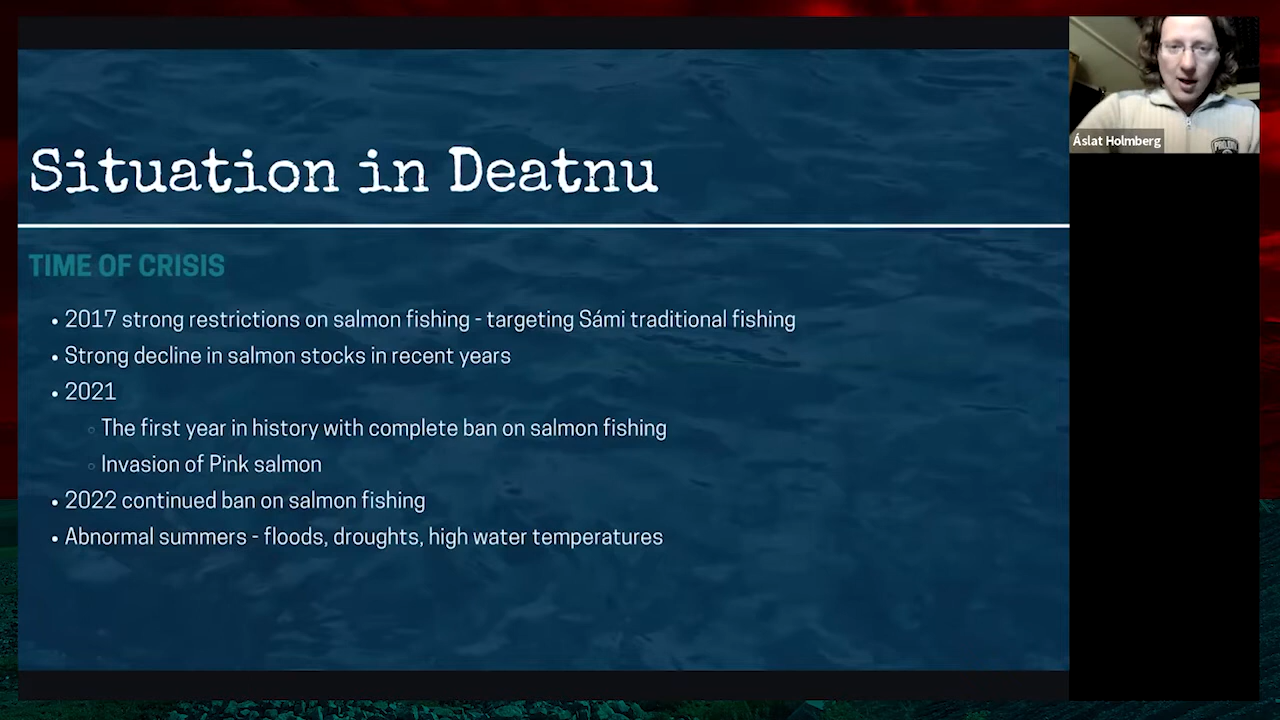 Situation in Deatnu
TIME OF CRISIS
• 2017 strong restrictions on salmon fishing - targeting Sámi traditional fishing
• Strong decline in salmon stocks in recent years
• 2021
◦ The first year in history with complete ban on salmon fishing
◦ Invasion of Pink salmon
• 2022 continued ban on salmon fishing
• Abnormal summers - floods, droughts, high water temperatures
Áslat Holmberg